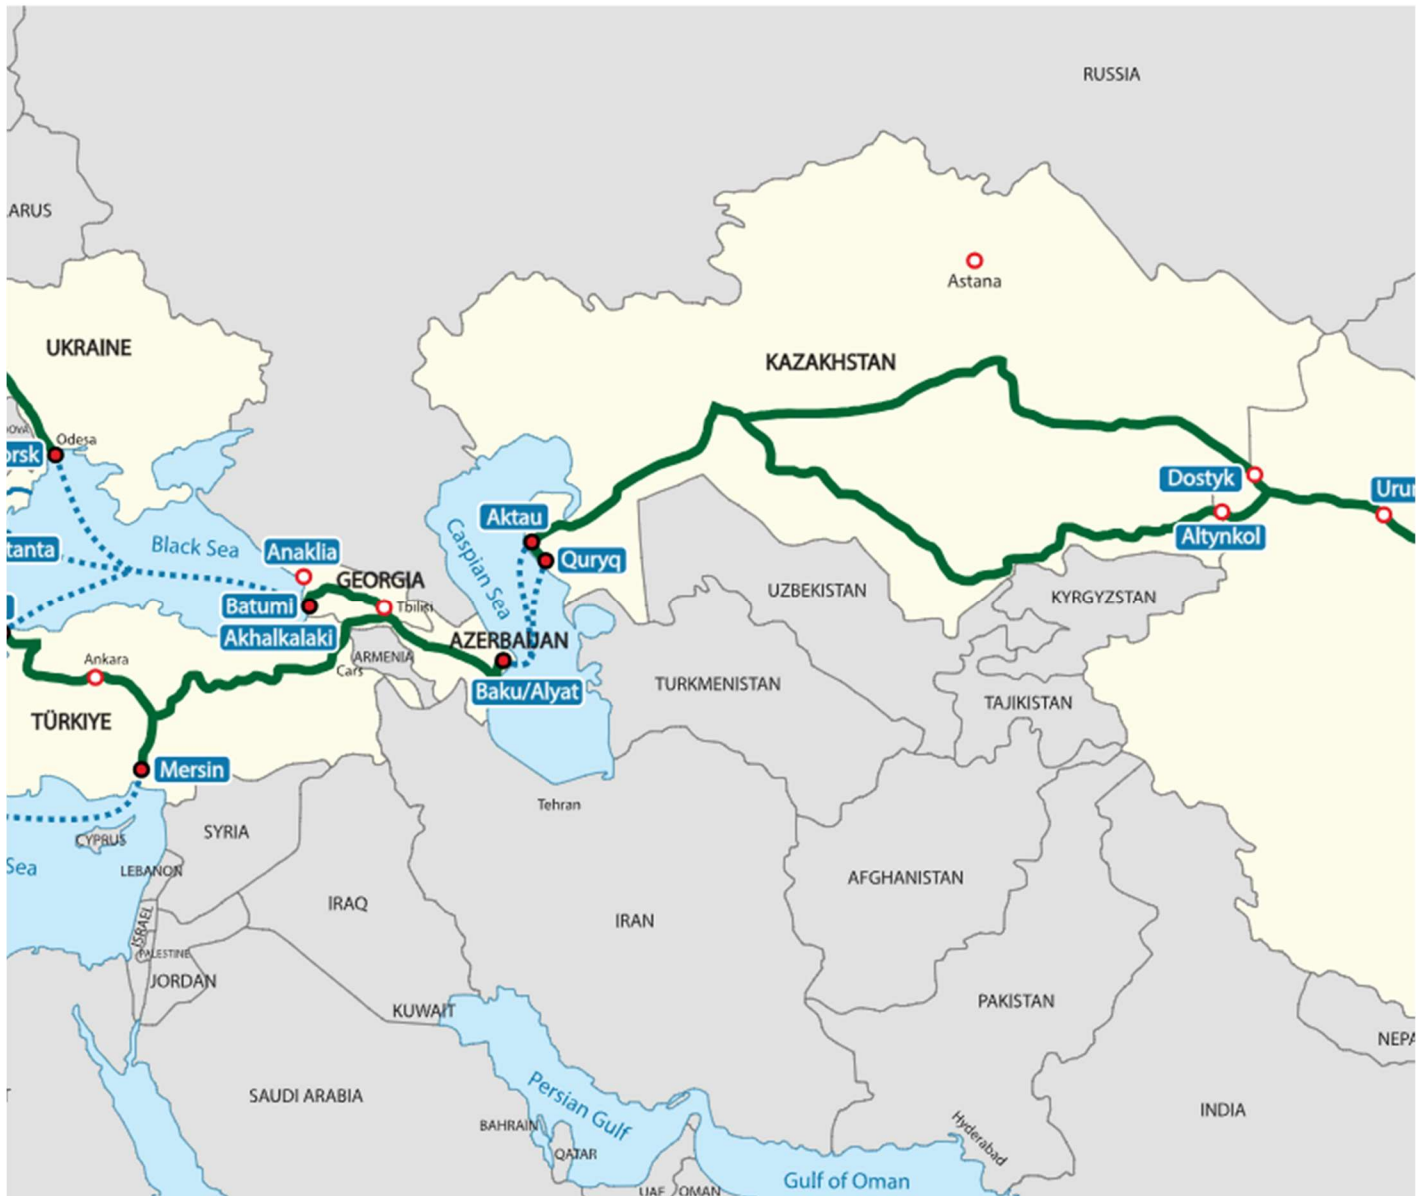 RUSSIA
ARUS
Astana
UKRAINE
KAZAKHSTAN
OVA
Odesa
orsk
Dostyk
Urur
Aktau
Altynkol
Black Sea
Anaklia
tanta
Caspian Sea
Quryq
GEORGIA
UZBEKISTAN
KYRGYZSTAN
Batumi
Tbilisi
Akhalkalaki
AZERBAIJAN
ARMENIA
Cars
Ankara
Baku/Alyat
TURKMENISTAN
TAJIKISTAN
TÜRKIYE
Mersin
Tehran
SYRIA
CYPRUS
Sea
LEBANON
AFGHANISTAN
IRAQ
IRAN
ISRAEL
PALESTINE
JORDAN
PAKISTAN
KUWAIT
NEPA
SAUDI ARABIA
Persian Gulf
INDIA
BAHRAIN
Hyderabad
QATAR
Gulf of Oman
UAE
OMAN